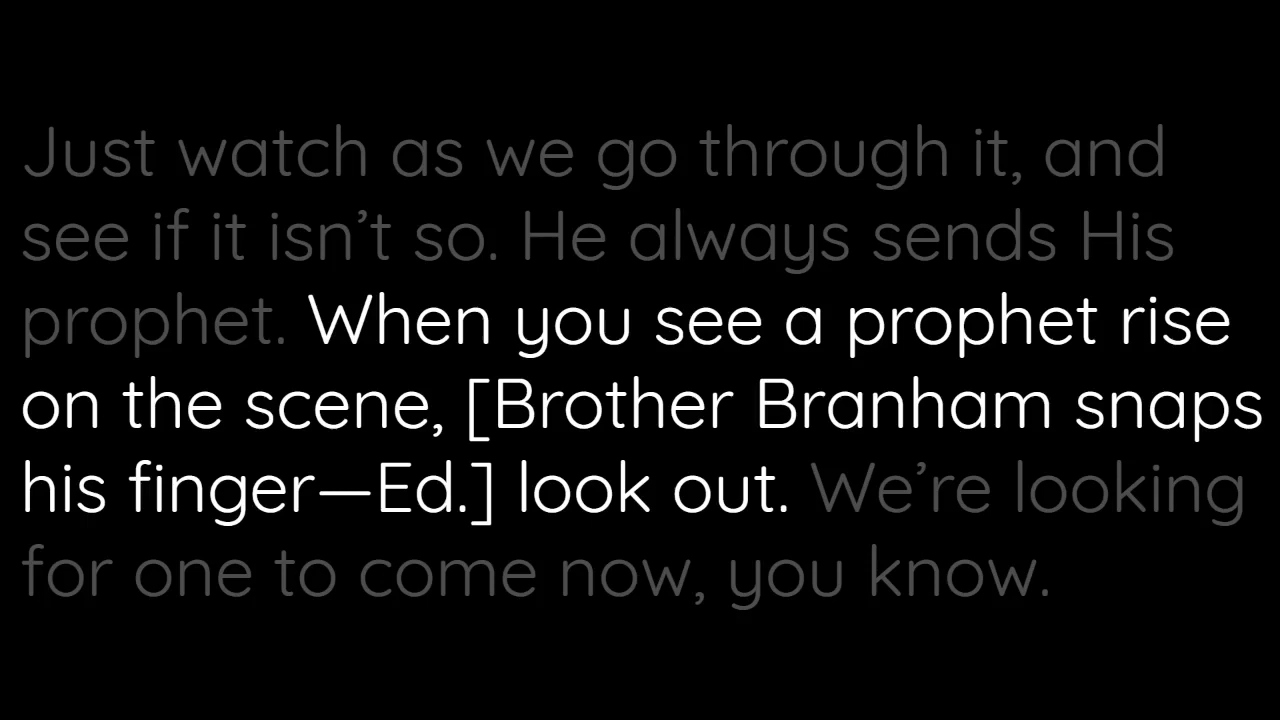 Just watch as we go through it, and
see if it isn’t so. He always sends His
prophet. When you see a prophet rise
on the scene, [Brother Branham snaps
his finger—Ed.] look out. We’re looking
for one to come now, you know.